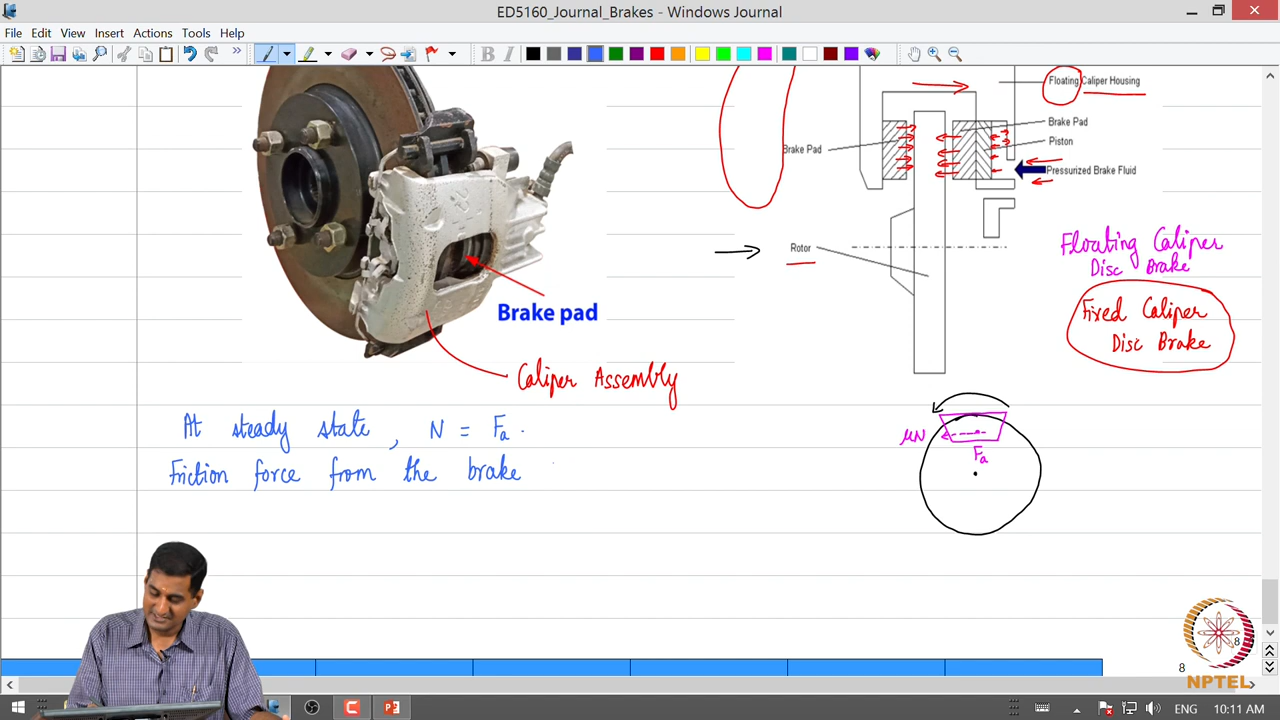 ED5160_Journal_Brakes - Windows Journal
File Edit View Insert Actions Tools Help
Floating Caliper Housing
Brake Pad
Piston
Brake Pad
Pressurized Brake Fluid
Rotor
Floating Caliper
Disc Brake
Fixed Caliper
Disc Brake
Brake pad
Caliper Assembly
At steady state, N = Fa.
Friction force from the brake
μN
Fa
8
8
NPTEL
ENG 10:11 AM